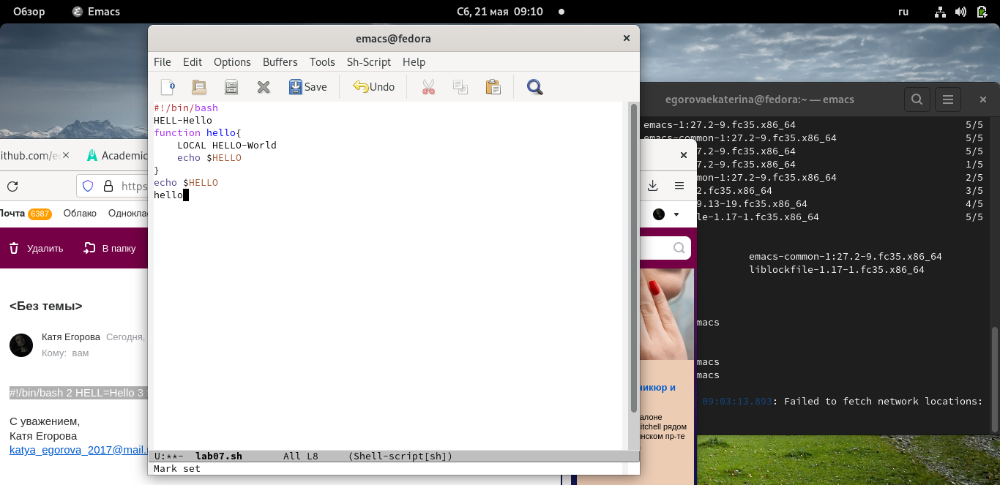 Обзор Emacs Сб, 21 мая 09:10 ru
emacs@fedora
File Edit Options Buffers Tools Sh-Script Help
Save Undo
#!/bin/bash
HELL-Hello
function hello{
LOCAL HELLO-World
echo $HELLO
}
echo $HELLO
hello
U:**- lab07.sh All L8 (Shell-script[sh])
Mark set
egorovaekaterina@fedora:~ — emacs
emacs-1:27.2-9.fc35.x86_64 5/5
emacs-common-1:27.2-9.fc35.x86_64 5/5
7.2-9.fc35.x86_64 5/5
7.2-9.fc35.x86_64 1/5
mon-1:27.2-9.fc35.x86_64 2/5
2.fc35.x86_64 3/5
9.13-19.fc35.x86_64 4/5
le-1.17-1.fc35.x86_64 5/5
emacs-common-1:27.2-9.fc35.x86_64
liblockfile-1.17-1.fc35.x86_64
macs
macs
macs
09:03:13.893: Failed to fetch network locations:
ithub.com/e Academic
https
Почта 6387 Облако Однокла
Удалить В папку
<Без темы>
Катя Егорова Сегодня,
Кому: вам
#!/bin/bash 2 HELL=Hello 3
С уважением,
Катя Егорова
katya_egorova_2017@mail.
никюр и
алоне
itchell рядом
инском пр-те